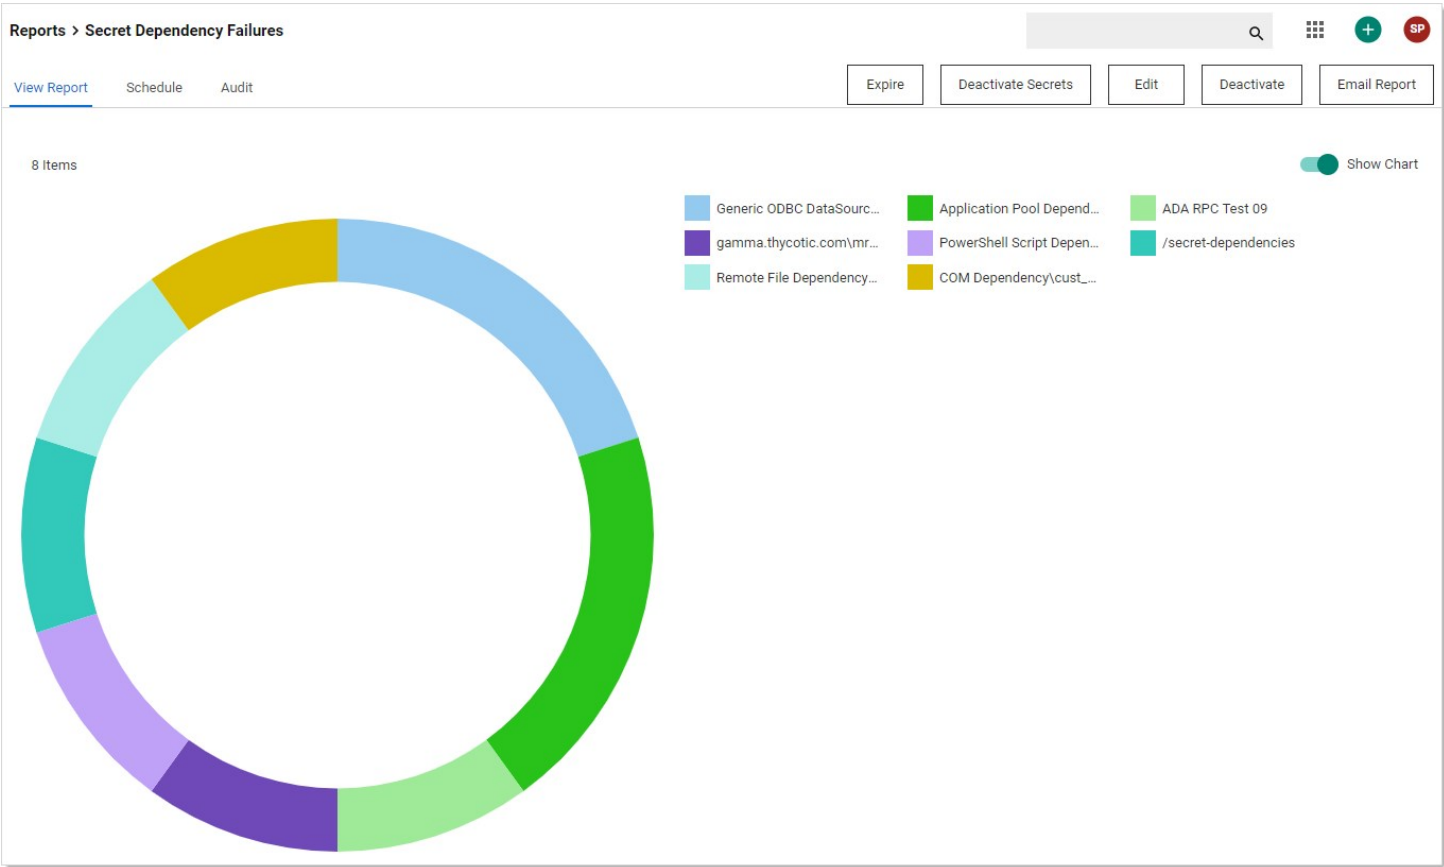 Reports > Secret Dependency Failures
SP
View Report Schedule Audit
Expire Deactivate Secrets Edit Deactivate Email Report
8 Items
Show Chart
Generic ODBC DataSourc... Application Pool Depend... ADA RPC Test 09
gamma.thycotic.com\mr... PowerShell Script Depen... /secret-dependencies
Remote File Dependency... COM Dependency\cust_...